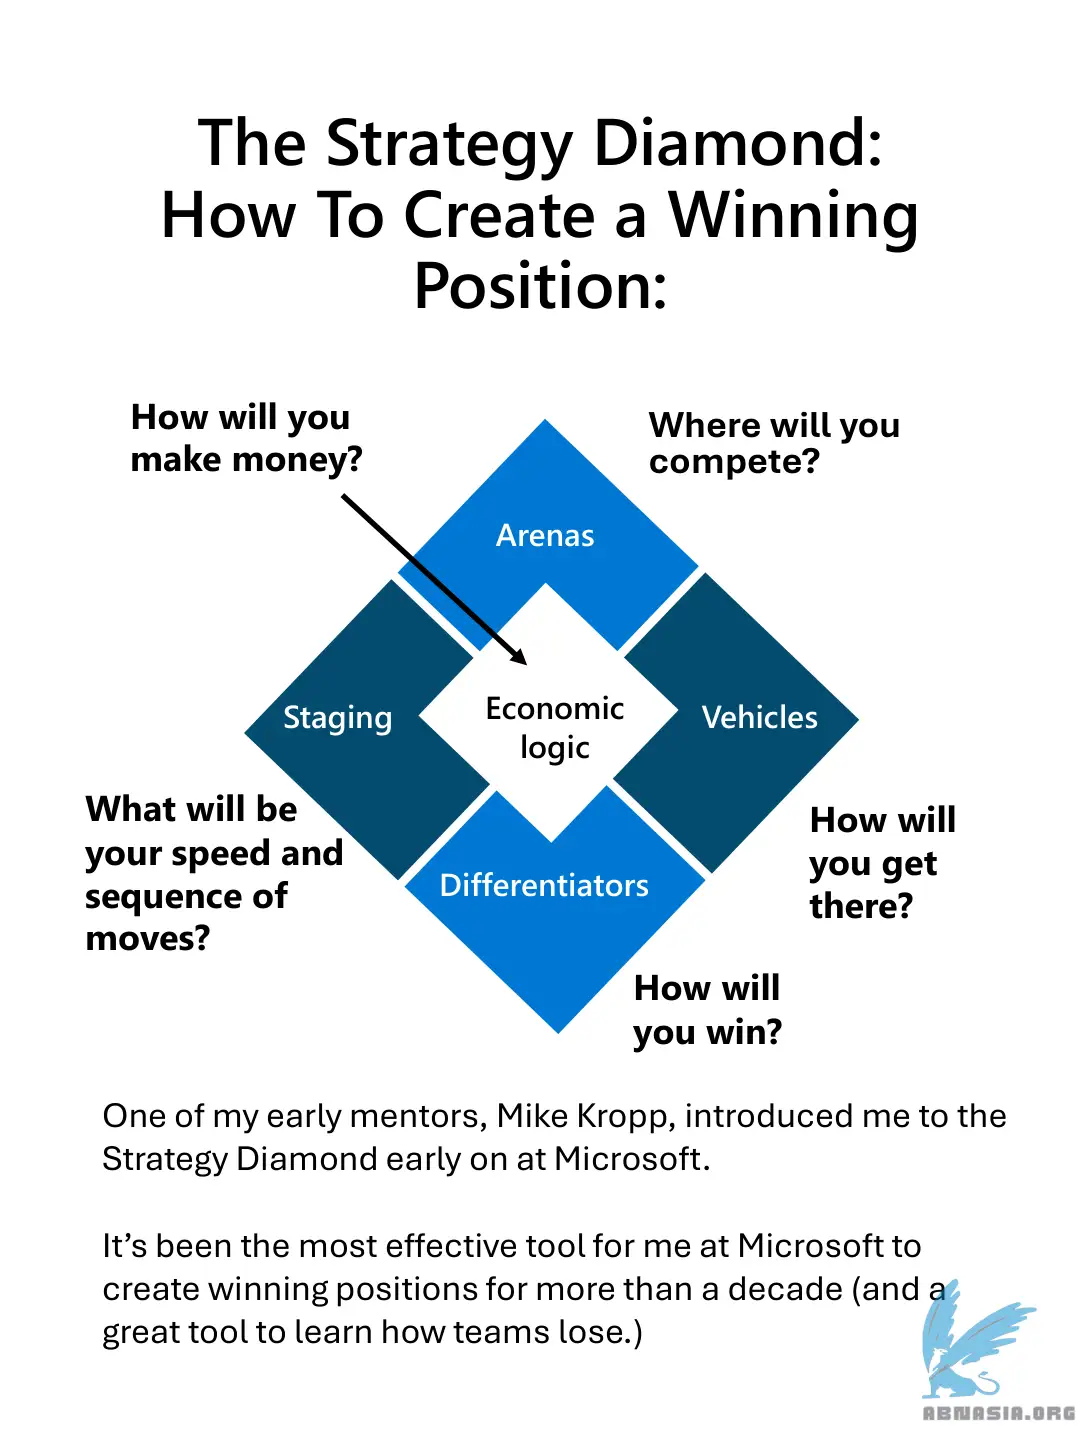 The Strategy Diamond:
How To Create a Winning
Position:
How will you
make money?
Where will you
compete?
Arenas
Staging
Economic
logic
Vehicles
What will be
your speed and
sequence of
moves?
How will
you get
there?
Differentiators
How will
you win?
One of my early mentors, Mike Kropp, introduced me to the
Strategy Diamond early on at Microsoft.
It’s been the most effective tool for me at Microsoft to
create winning positions for more than a decade (and a
great tool to learn how teams lose.)
ABNASIA.ORG